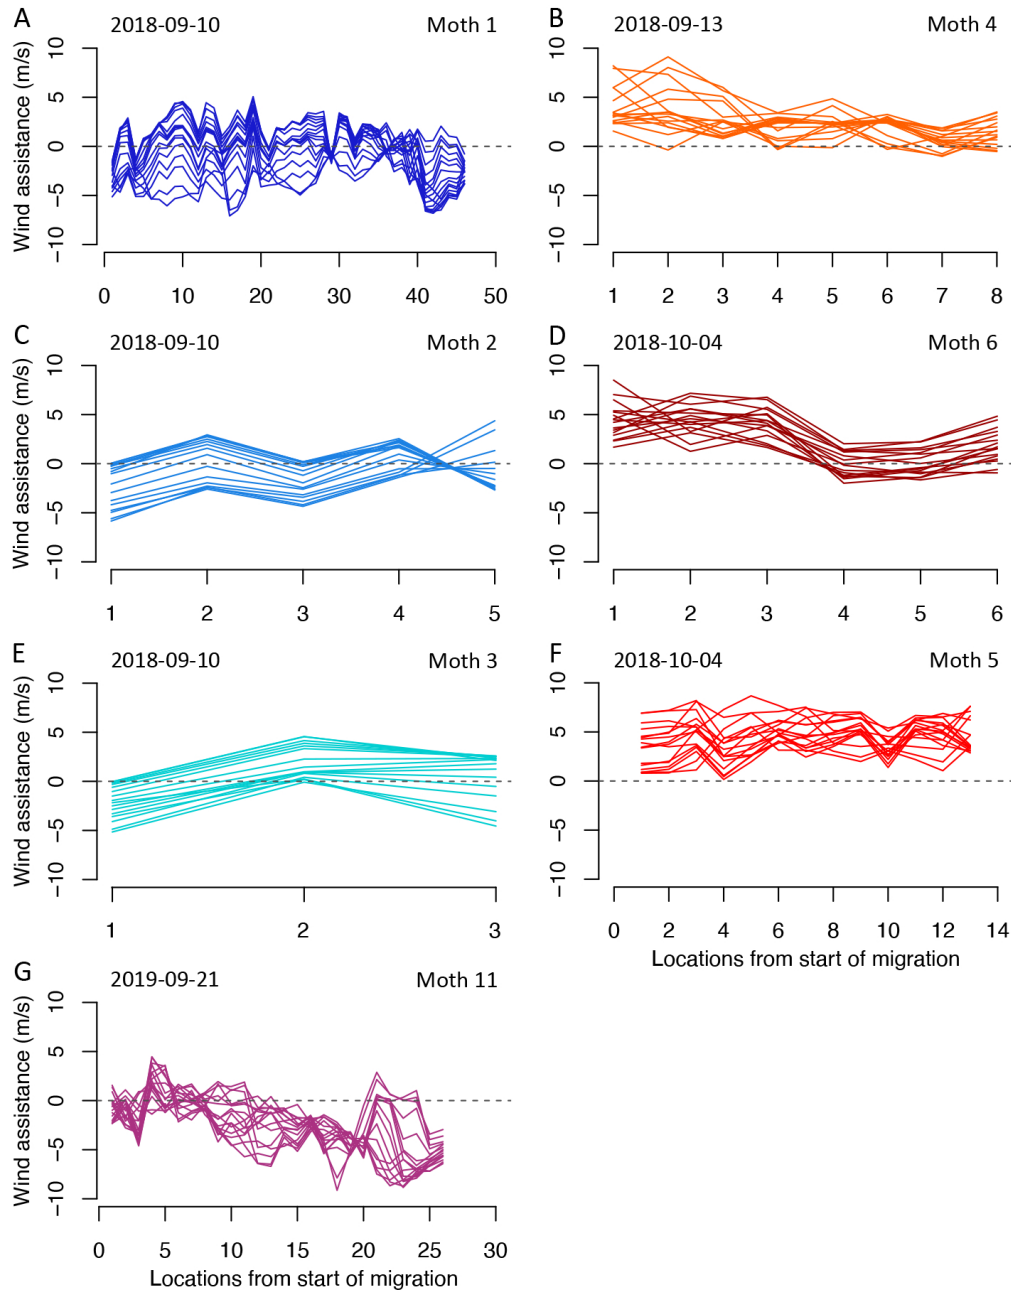 A 2018-09-10 Moth 1
Wind assistance (m/s)
10
5
0
−5
−10
0 10 20 30 40 50
B 2018-09-13 Moth 4
10
5
0
−5
−10
1 2 3 4 5 6 7 8
C 2018-09-10 Moth 2
Wind assistance (m/s)
10
5
0
−5
−10
1 2 3 4 5
D 2018-10-04 Moth 6
10
5
0
−5
−10
1 2 3 4 5 6
E 2018-09-10 Moth 3
Wind assistance (m/s)
10
5
0
−5
−10
1 2 3
F 2018-10-04 Moth 5
10
5
0
−5
−10
0 2 4 6 8 10 12 14
Locations from start of migration
G 2019-09-21 Moth 11
Wind assistance (m/s)
10
5
0
−5
−10
0 5 10 15 20 25 30
Locations from start of migration